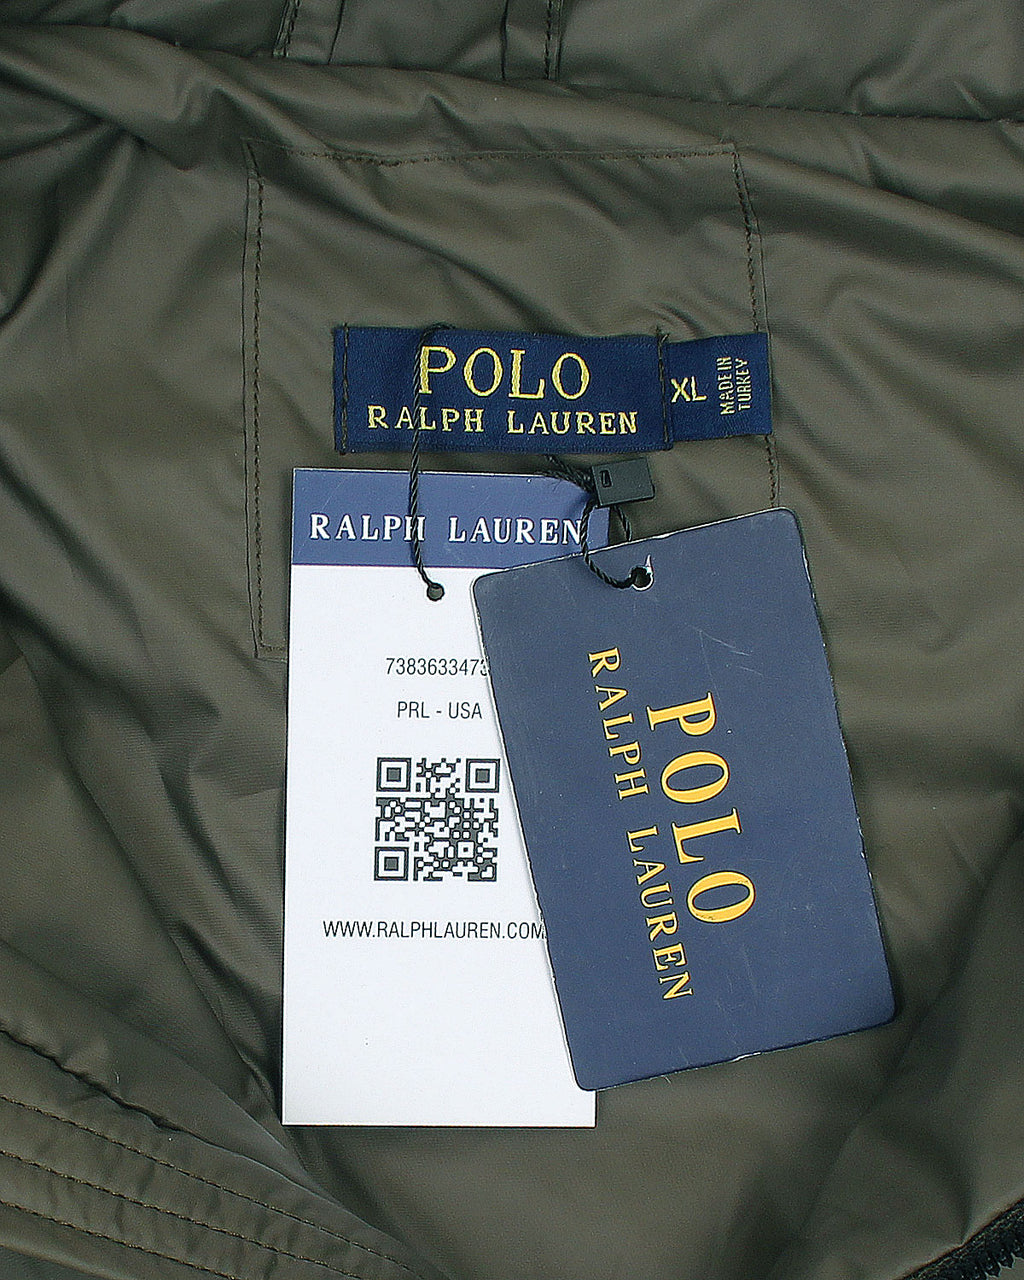 POLO
RALPH LAUREN
XL
MADE IN
TURKEY
RALPH LAUREN
7383633473
PRL - USA
WWW.RALPHLAUREN.COM
POLO
RALPH LAUREN